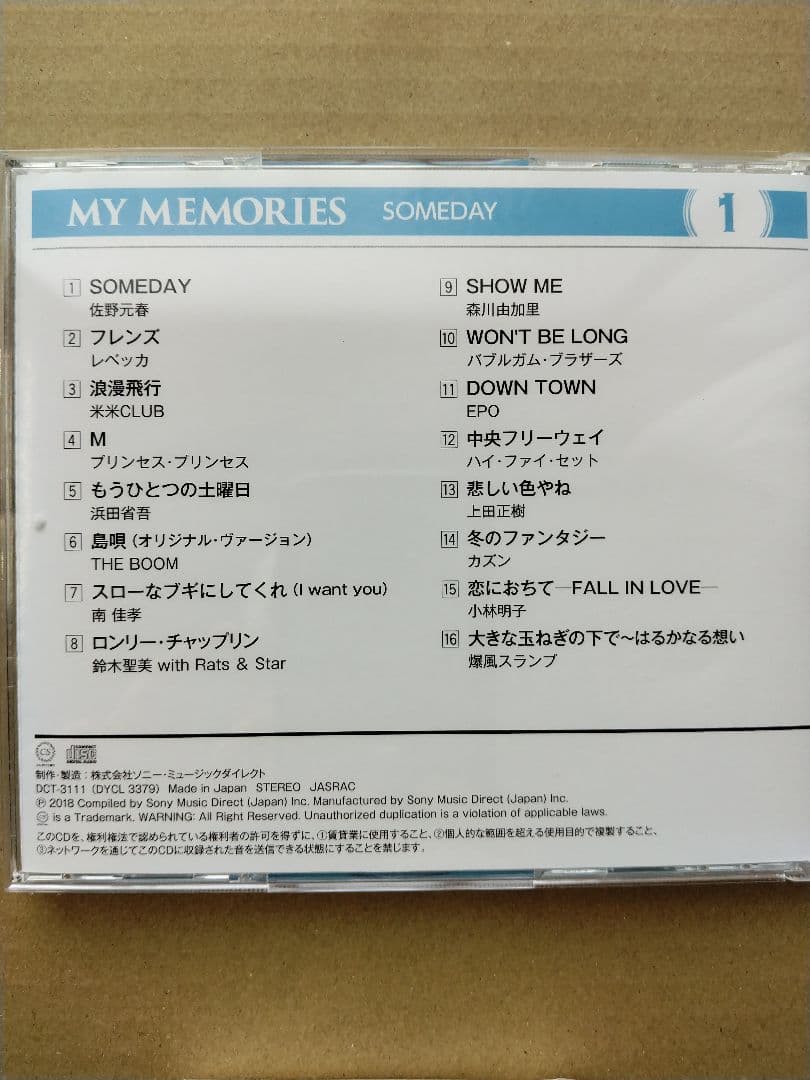 MY MEMORIES SOMEDAY 1
1 SOMEDAY
佐野元春
2 フレンズ
レベッカ
3 浪漫飛行
米米CLUB
4 M
プリンセス・プリンセス
5 もうひとつの土曜日
浜田省吾
6 島唄（オリジナル・ヴァージョン）
THE BOOM
7 スローなブギにしてくれ（I want you）
南 佳孝
8 ロンリー・チャップリン
鈴木聖美 with Rats & Star
9 SHOW ME
森川由加里
10 WON'T BE LONG
バブルガム・ブラザーズ
11 DOWN TOWN
EPO
12 中央フリーウェイ
ハイ・ファイ・セット
13 悲しい色やね
上田正樹
14 冬のファンタジー
カズン
15 恋におちて―FALL IN LOVE―
小林明子
16 大きな玉ねぎの下で～はるかなる想い
爆風スランプ
CS COMPACT disc DIGITAL AUDIO
制作・製造：株式会社ソニー・ミュージックダイレクト
DCT-3111（DYCL 3379） Made in Japan STEREO JASRAC
Ⓟ 2018 Compiled by Sony Music Direct (Japan) Inc. Manufactured by Sony Music Direct (Japan) Inc.
is a Trademark. WARNING: All Right Reserved. Unauthorized duplication is a violation of applicable laws.
このCDを、権利権法で認められている権利者の許可を得ずに、①賃貸業に使用すること、②個人的な範囲を超える使用目的で複製すること、
③ネットワークを通じてこのCDに収録された音を送信できる状態にすることを禁じます。